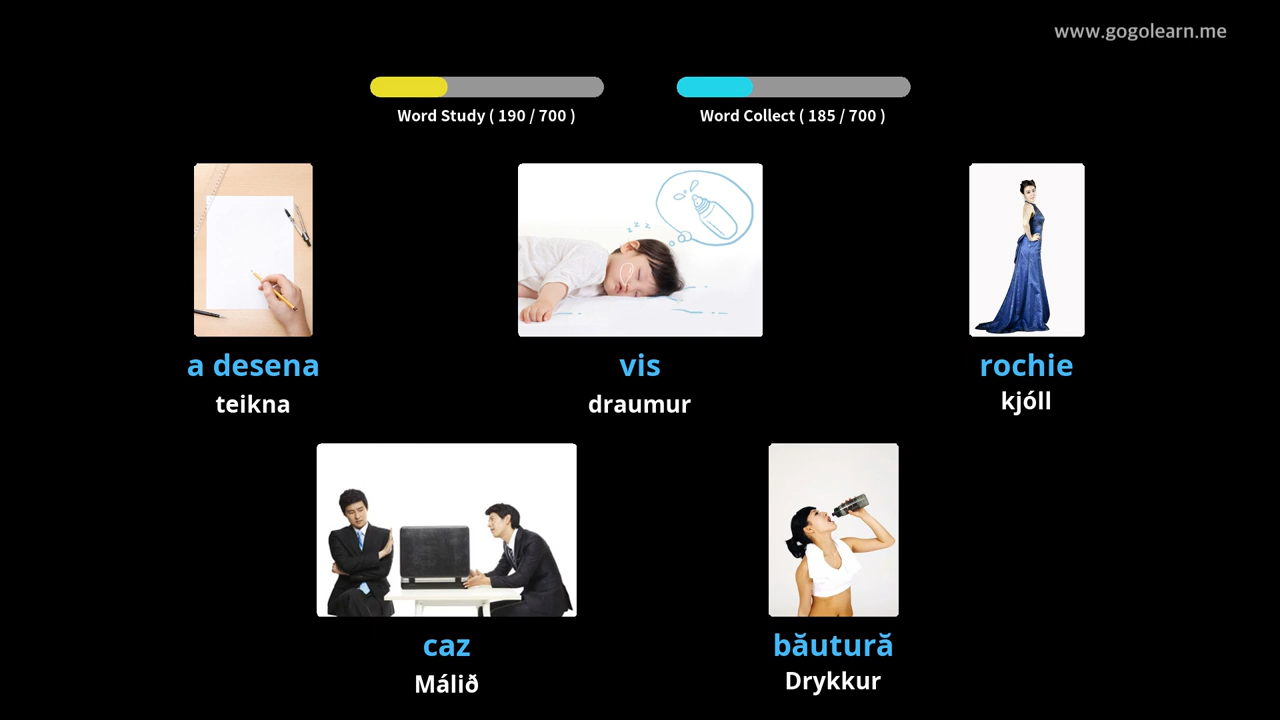 www.gogolearn.me
Word Study ( 190 / 700 )
Word Collect ( 185 / 700 )
a desena
teikna
vis
draumur
rochie
kjóll
caz
Málið
băutură
Drykkur